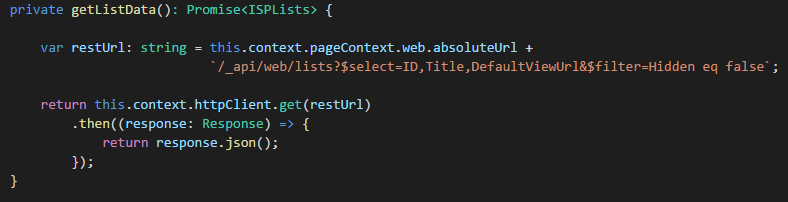 private getListData(): Promise<ISPLists> {
var restUrl: string = this.context.pageContext.web.absoluteUrl +
`/_api/web/lists?$select=ID,Title,DefaultViewUrl&$filter=Hidden eq false`;
return this.context.httpClient.get(restUrl)
.then((response: Response) => {
return response.json();
});
}